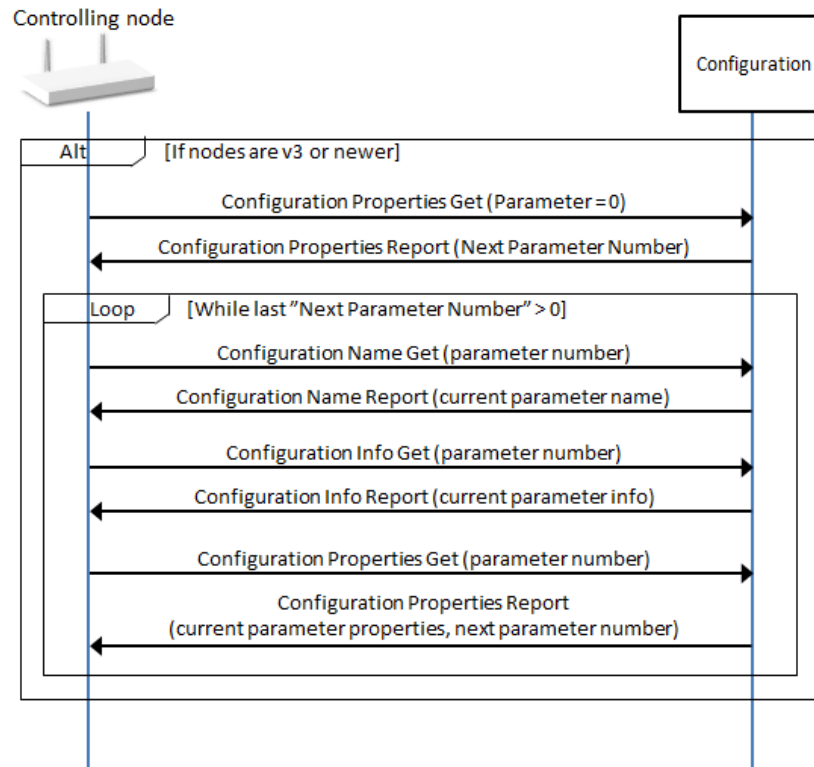 Controlling node
Configuration
Alt
[If nodes are v3 or newer]
Configuration Properties Get (Parameter = 0)
Configuration Properties Report (Next Parameter Number)
Loop
[While last ”Next Parameter Number” > 0]
Configuration Name Get (parameter number)
Configuration Name Report (current parameter name)
Configuration Info Get (parameter number)
Configuration Info Report (current parameter info)
Configuration Properties Get (parameter number)
Configuration Properties Report
(current parameter properties, next parameter number)